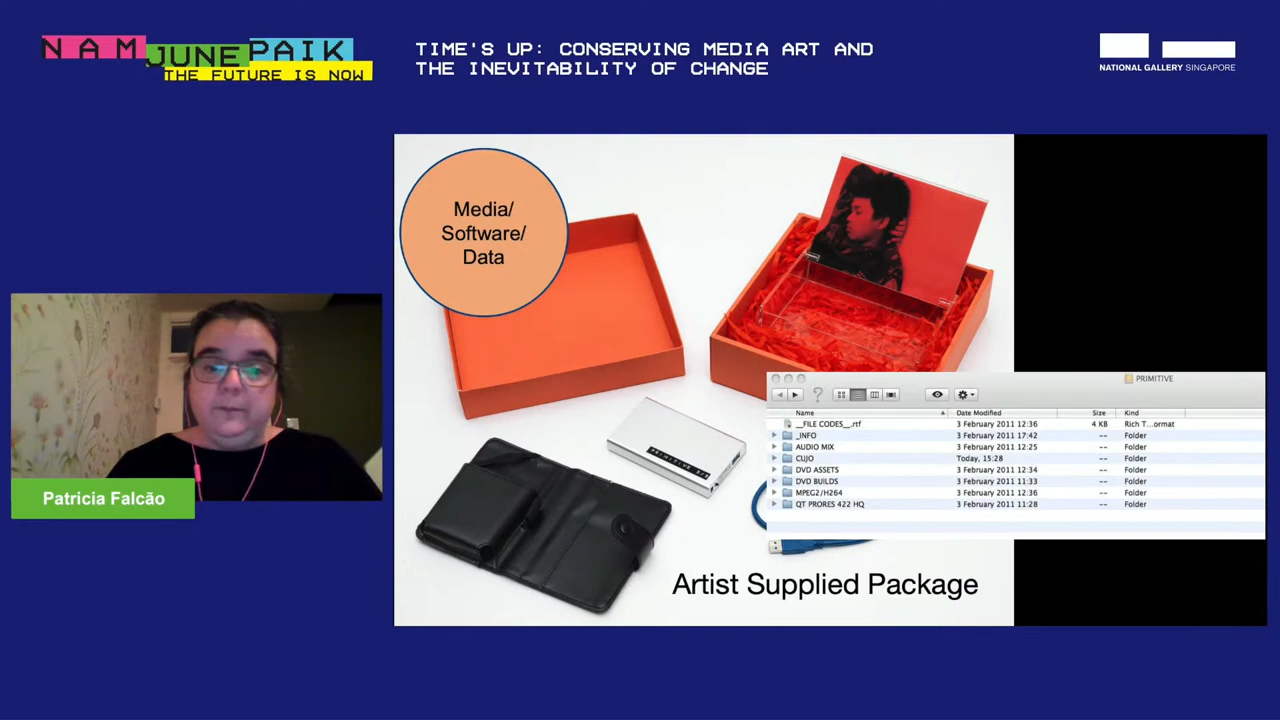 NAM JUNE PAIK
THE FUTURE IS NOW
TIME'S UP: CONSERVING MEDIA ART AND
THE INEVITABILITY OF CHANGE
NATIONAL GALLERY SINGAPORE
Media/
Software/
Data
PRIMITIVE
Name Date Modified Size Kind
__FILE CODES__.rtf 3 February 2011 12:36 4 KB Rich T...ormat
_INFO 3 February 2011 17:42 -- Folder
AUDIO MIX 3 February 2011 12:25 -- Folder
CUJO Today, 15:28 -- Folder
DVD ASSETS 3 February 2011 12:34 -- Folder
DVD BUILDS 3 February 2011 11:33 -- Folder
MPEG2/H264 3 February 2011 12:36 -- Folder
QT PRORES 422 HQ 3 February 2011 11:28 -- Folder
PRIMITIVE
Patricia Falcão
Artist Supplied Package